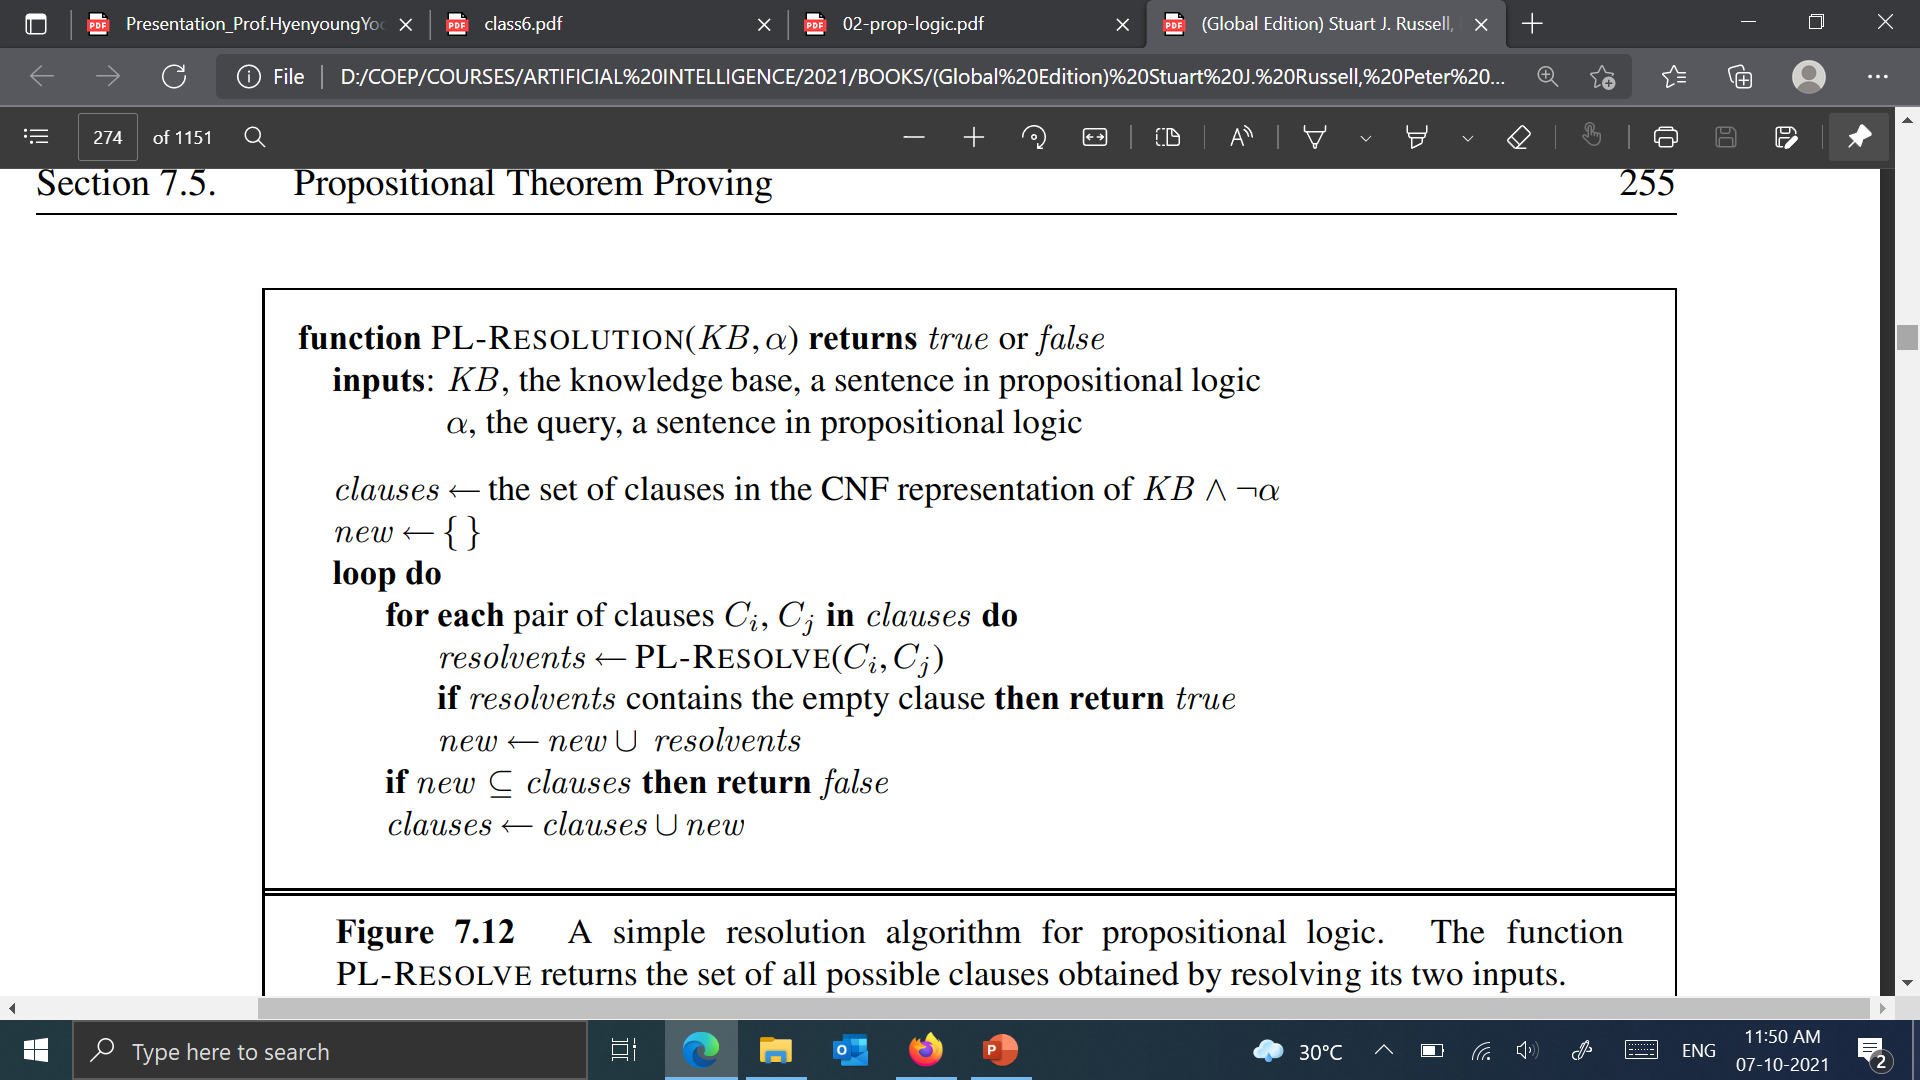 Presentation_Prof.HyenyoungYo
class6.pdf
02-prop-logic.pdf
(Global Edition) Stuart J. Russell,
File
D:/COEP/COURSES/ARTIFICIAL%20INTELLIGENCE/2021/BOOKS/(Global%20Edition)%20Stuart%20J.%20Russell,%20Peter%20...
274 of 1151
Section 7.5. Propositional Theorem Proving 255
function PL-RESOLUTION(KB, α) returns true or false
inputs: KB, the knowledge base, a sentence in propositional logic
α, the query, a sentence in propositional logic
clauses ← the set of clauses in the CNF representation of KB ∧ ¬α
new ← { }
loop do
for each pair of clauses Ci, Cj in clauses do
resolvents ← PL-RESOLVE(Ci, Cj)
if resolvents contains the empty clause then return true
new ← new ∪ resolvents
if new ⊆ clauses then return false
clauses ← clauses ∪ new
Figure 7.12 A simple resolution algorithm for propositional logic. The function
PL-RESOLVE returns the set of all possible clauses obtained by resolving its two inputs.
Type here to search
30°C
ENG
11:50 AM
07-10-2021
2